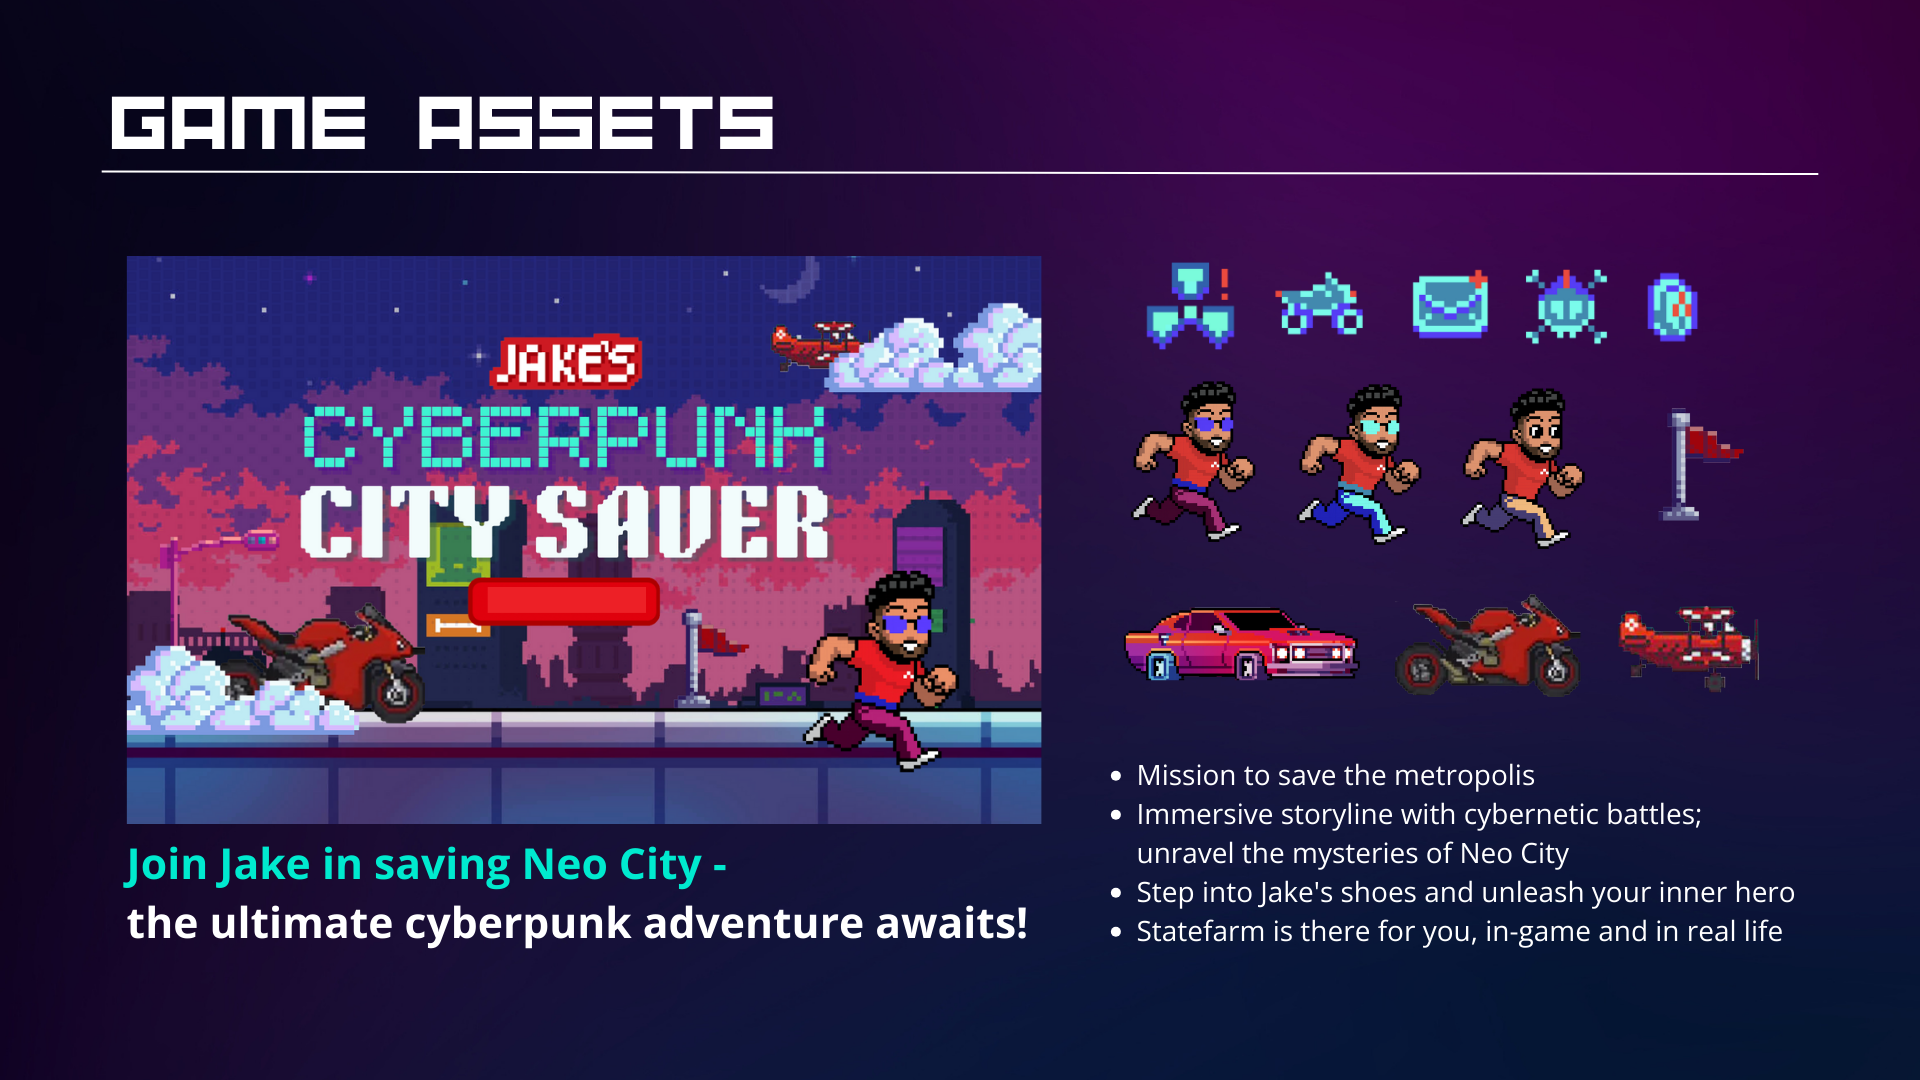 GAME ASSETS
JAKE'S
CYBERPUNK
CITY SAVER
Join Jake in saving Neo City -
the ultimate cyberpunk adventure awaits!
!
• Mission to save the metropolis
• Immersive storyline with cybernetic battles;
unravel the mysteries of Neo City
• Step into Jake's shoes and unleash your inner hero
• Statefarm is there for you, in-game and in real life